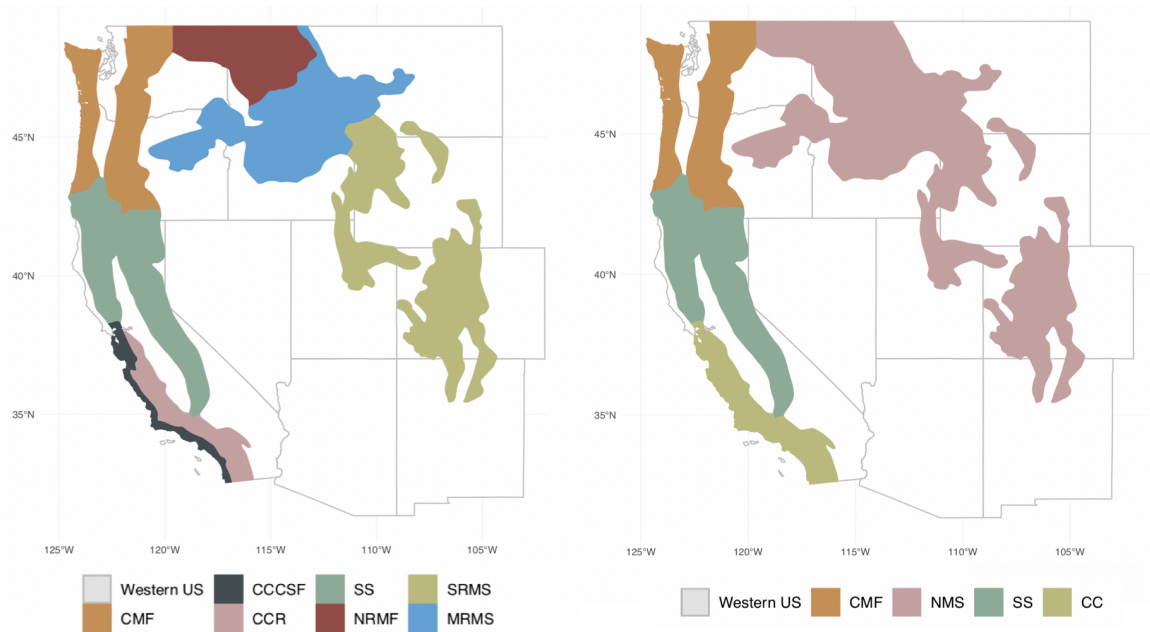 45°N
40°N
35°N
125°W 120°W 115°W 110°W 105°W
Western US CCCSF SS SRMS
CMF CCR NRMF MRMS
45°N
40°N
35°N
125°W 120°W 115°W 110°W 105°W
Western US CMF NMS SS CC